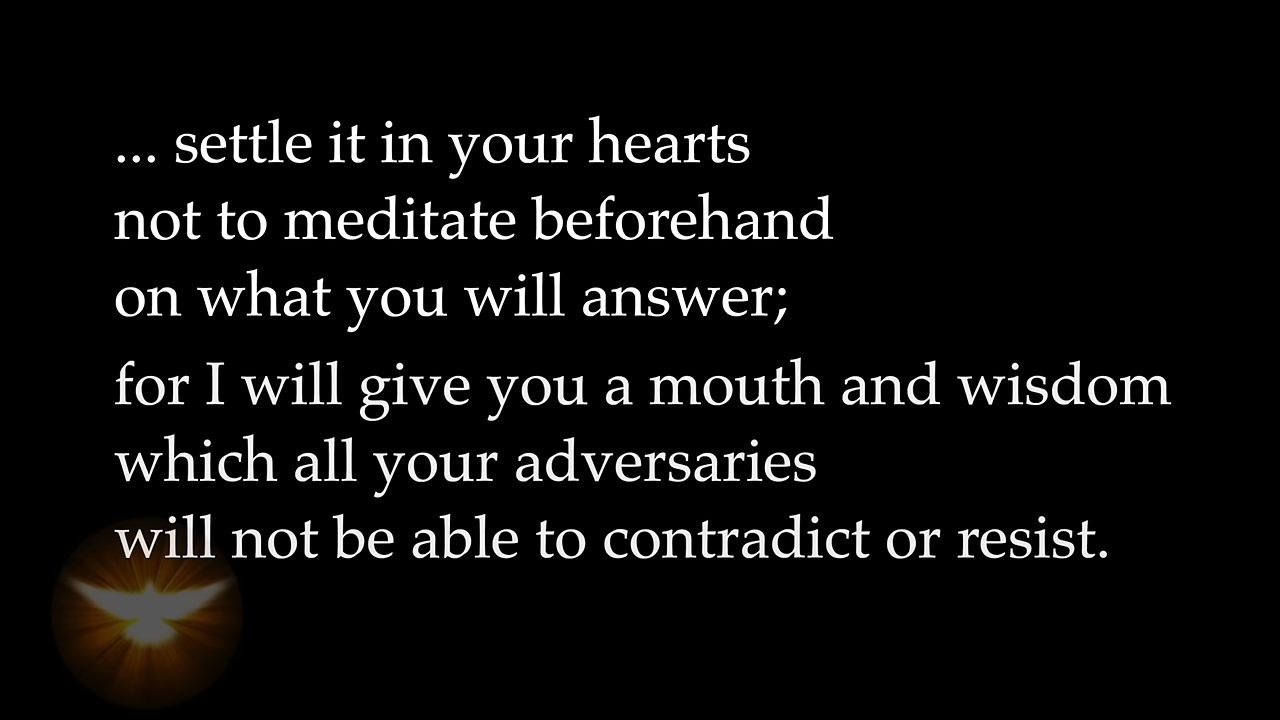 ... settle it in your hearts
not to meditate beforehand
on what you will answer;
for I will give you a mouth and wisdom
which all your adversaries
will not be able to contradict or resist.